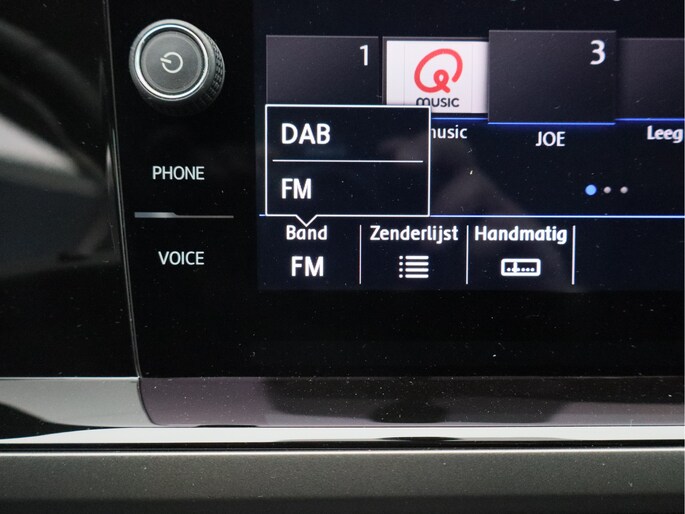 1
Q
music
3
music
JOE
Leeg
DAB
FM
PHONE
VOICE
Band
Zenderlijst
Handmatig
FM